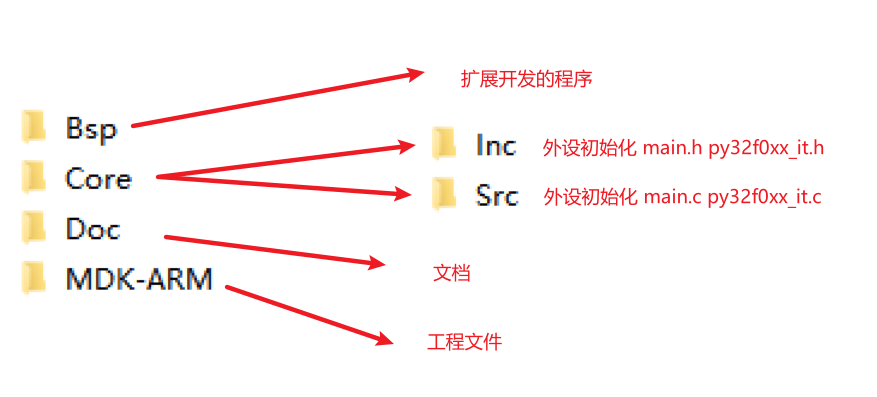 扩展开发的程序
Bsp
Inc 外设初始化 main.h py32f0xx_it.h
Core
Src 外设初始化 main.c py32f0xx_it.c
Doc
文档
MDK-ARM
工程文件